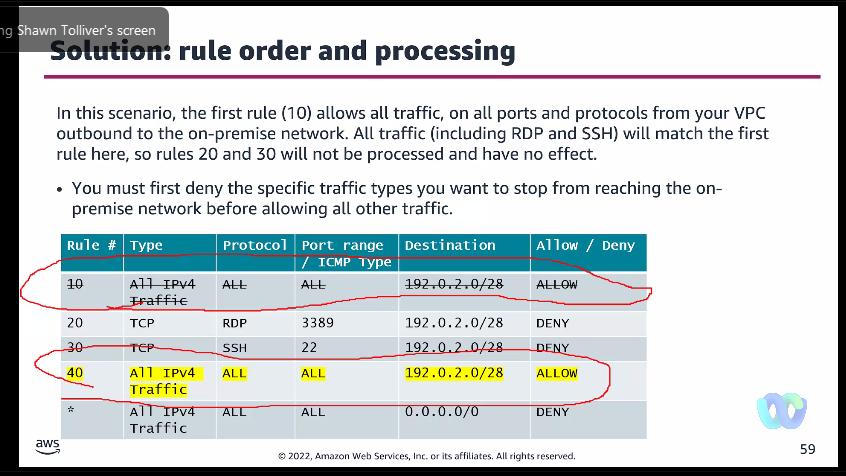 ng Shawn Tolliver's screen
Solution: rule order and processing
In this scenario, the first rule (10) allows all traffic, on all ports and protocols from your VPC
outbound to the on-premise network. All traffic (including RDP and SSH) will match the first
rule here, so rules 20 and 30 will not be processed and have no effect.
• You must first deny the specific traffic types you want to stop from reaching the on-
premise network before allowing all other traffic.
Rule # Type Protocol Port range / ICMP Type Destination Allow / Deny
10 All IPv4 Traffic ALL ALL 192.0.2.0/28 ALLOW
20 TCP RDP 3389 192.0.2.0/28 DENY
30 TCP SSH 22 192.0.2.0/28 DENY
40 All IPv4 Traffic ALL ALL 192.0.2.0/28 ALLOW
* All IPv4 Traffic ALL ALL 0.0.0.0/0 DENY
aws
© 2022, Amazon Web Services, Inc. or its affiliates. All rights reserved.
59